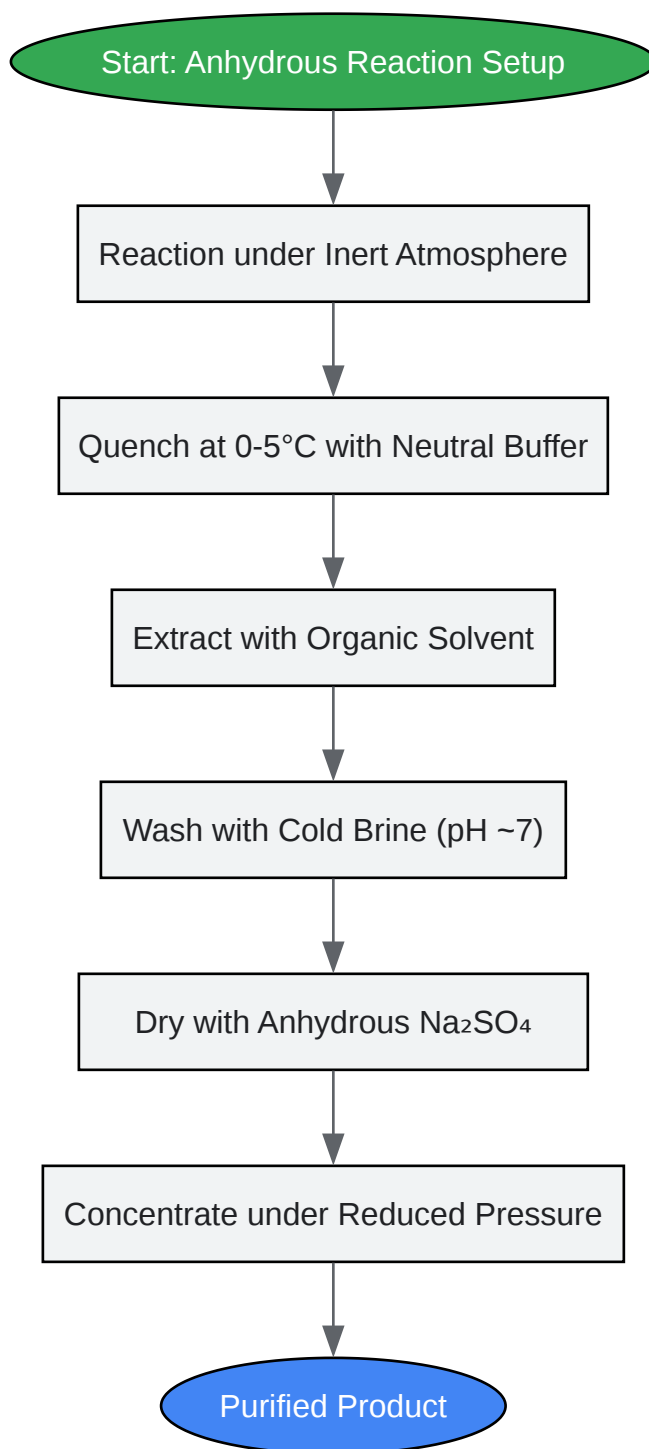 Start: Anhydrous Reaction Setup
Reaction under Inert Atmosphere
Quench at 0-5°C with Neutral Buffer
Extract with Organic Solvent
Wash with Cold Brine (pH ~7)
Dry with Anhydrous Na₂SO₄
Concentrate under Reduced Pressure
Purified Product